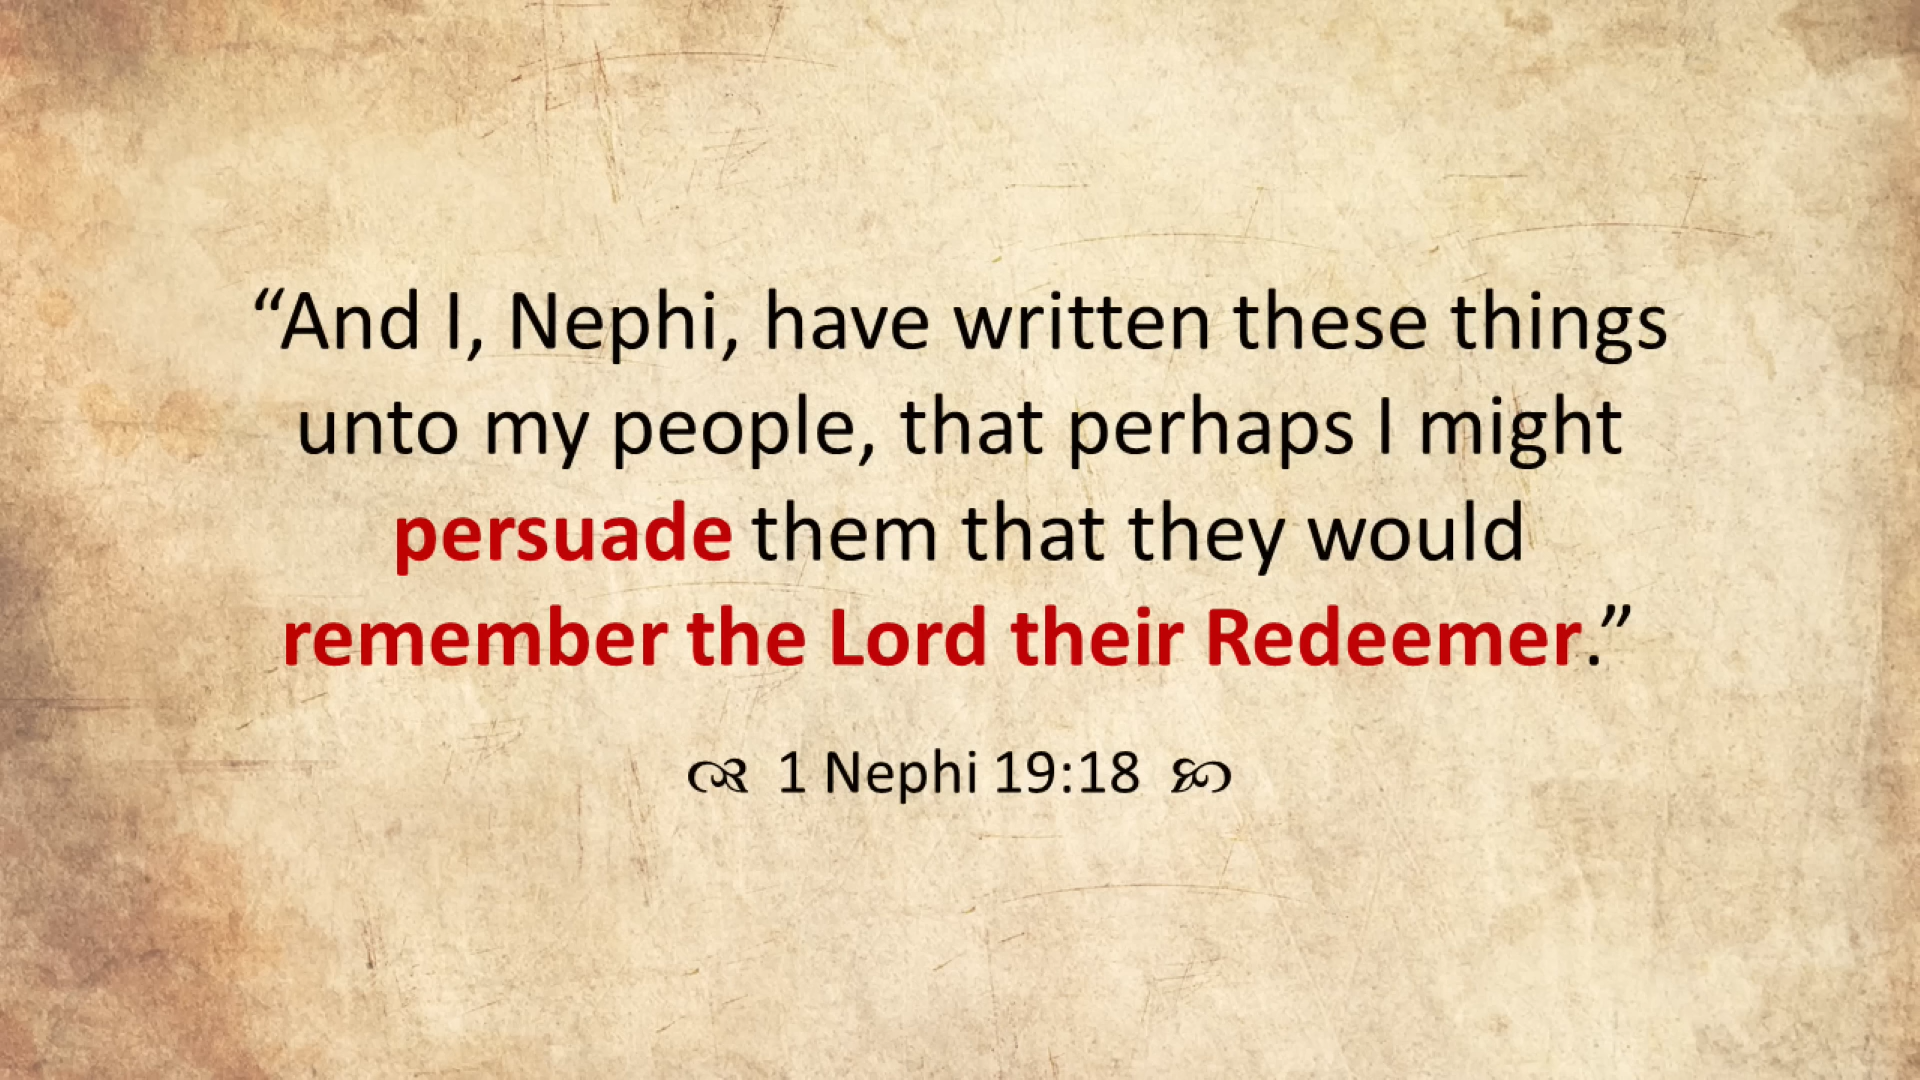 “And I, Nephi, have written these things
unto my people, that perhaps I might
persuade them that they would
remember the Lord their Redeemer.”
1 Nephi 19:18